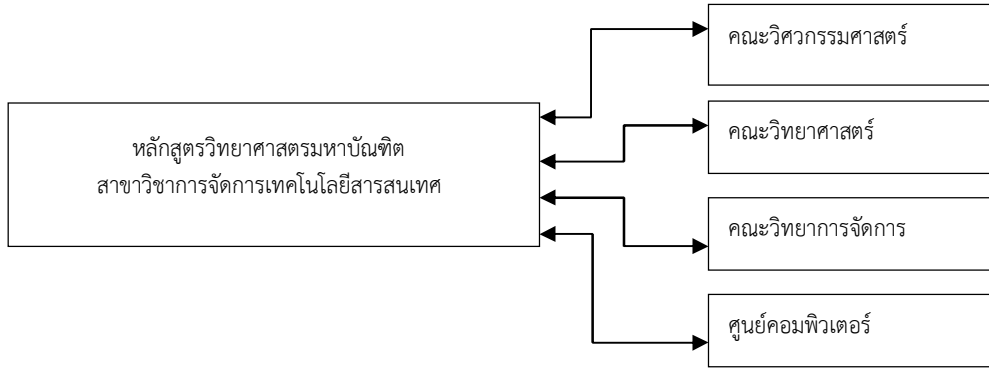 หลักสูตรวิทยาศาสตรมหาบัณฑิต
สาขาวิชาการจัดการเทคโนโลยีสารสนเทศ
คณะวิศวกรรมศาสตร์
คณะวิทยาศาสตร์
คณะวิทยาการจัดการ
ศูนย์คอมพิวเตอร์